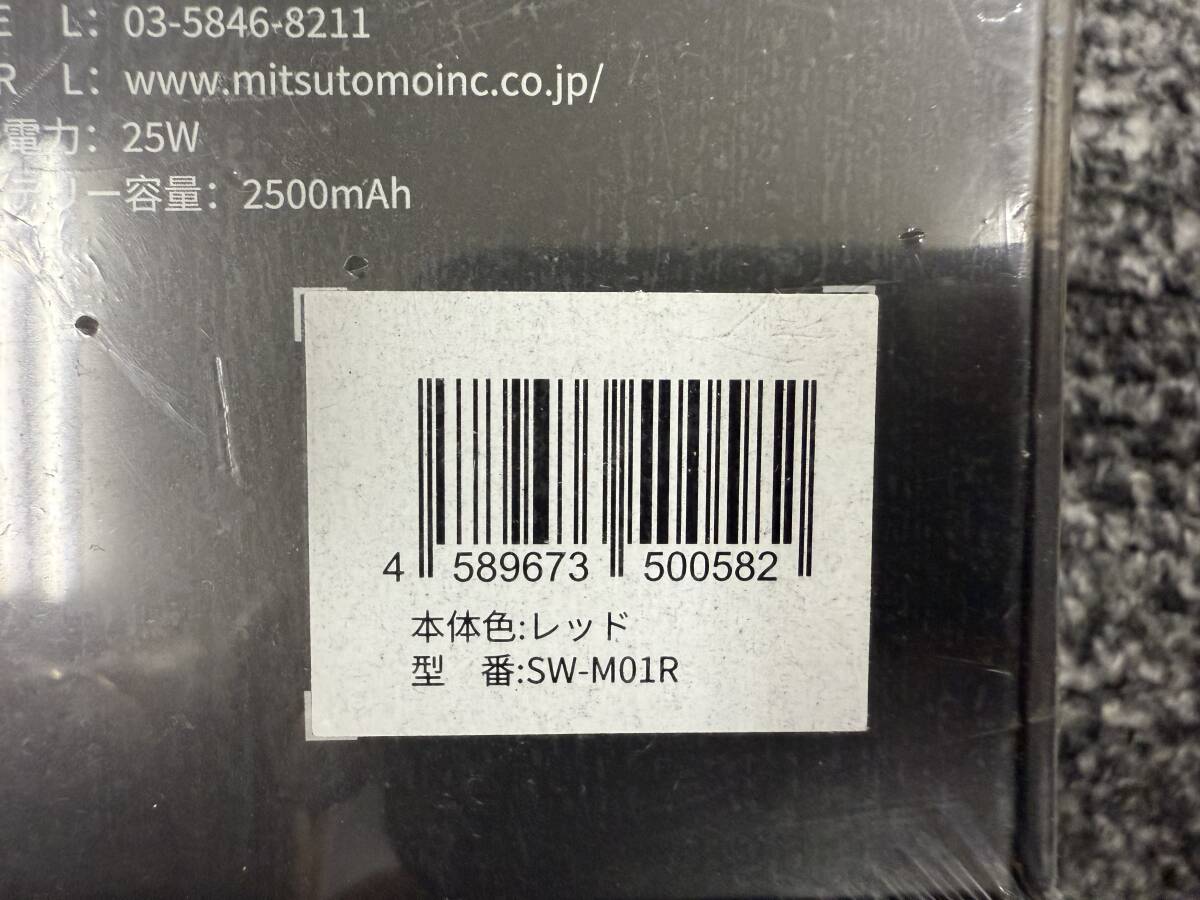 E L：03-5846-8211
R L：www.mitsutomoinc.co.jp/
電力：25W
テリー容量：2500mAh
4 589673 500582
本体色:レッド
型 番:SW-M01R